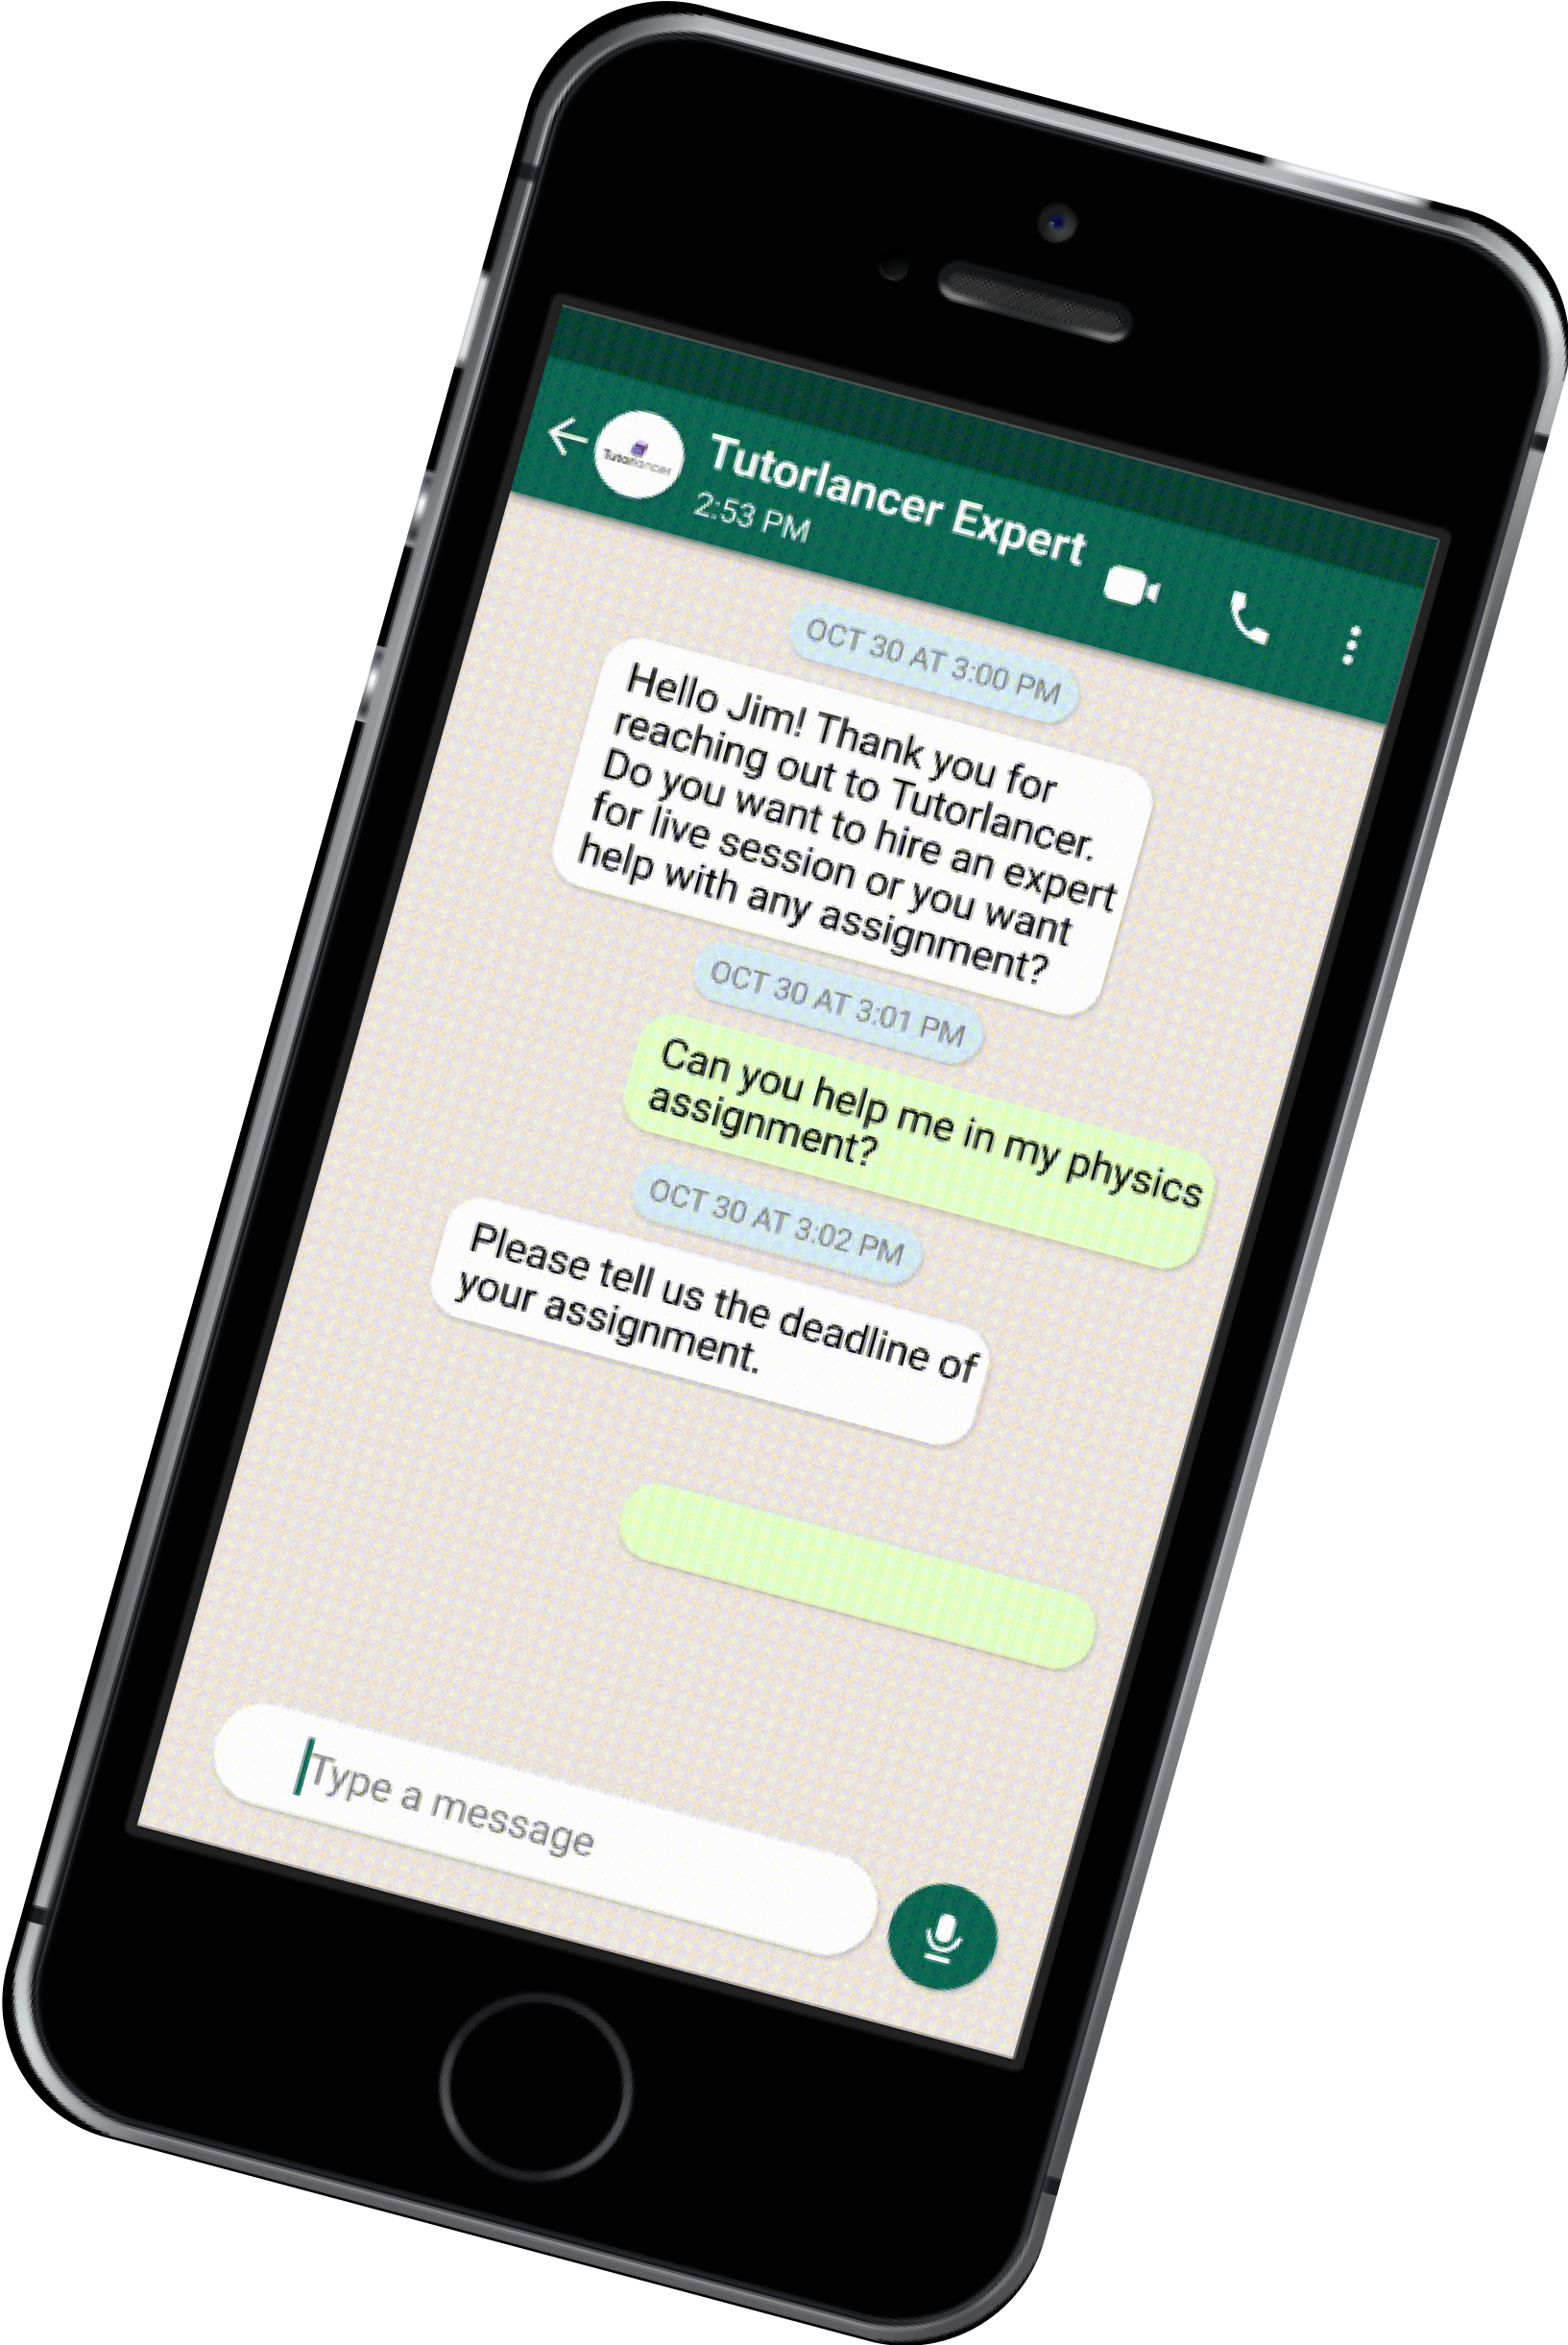 Tutorlancer
Tutorlancer Expert
2:53 PM
OCT 30 AT 3:00 PM
Hello Jim! Thank you for
reaching out to Tutorlancer.
Do you want to hire an expert
for live session or you want
help with any assignment?
OCT 30 AT 3:01 PM
Can you help me in my physics
assignment?
OCT 30 AT 3:02 PM
Please tell us the deadline of
your assignment.
Type a message